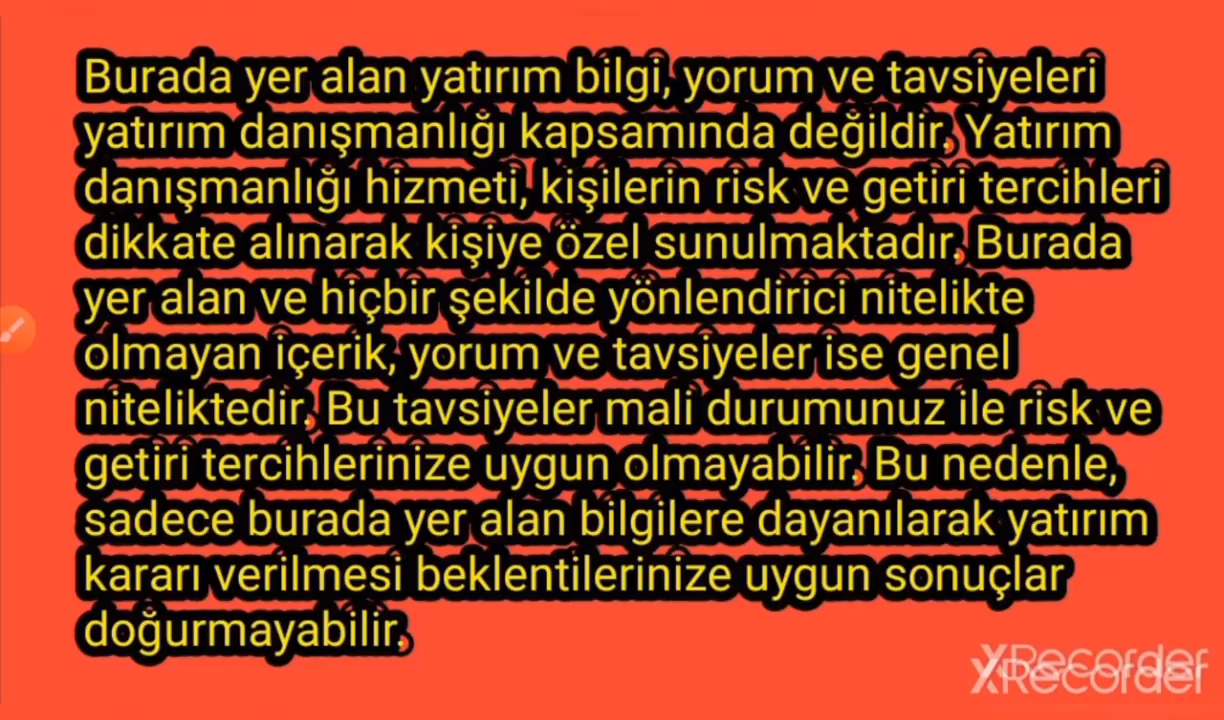 Burada yer alan yatırım bilgi, yorum ve tavsiyeleri
yatırım danışmanlığı kapsamında değildir. Yatırım
danışmanlığı hizmeti, kişilerin risk ve getiri tercihleri
dikkate alınarak kişiye özel sunulmaktadır. Burada
yer alan ve hiçbir şekilde yönlendirici nitelikte
olmayan içerik, yorum ve tavsiyeler ise genel
niteliktedir. Bu tavsiyeler mali durumunuz ile risk ve
getiri tercihlerinize uygun olmayabilir. Bu nedenle,
sadece burada yer alan bilgilere dayanılarak yatırım
kararı verilmesi beklentilerinize uygun sonuçlar
doğurmayabilir.
XRecorder